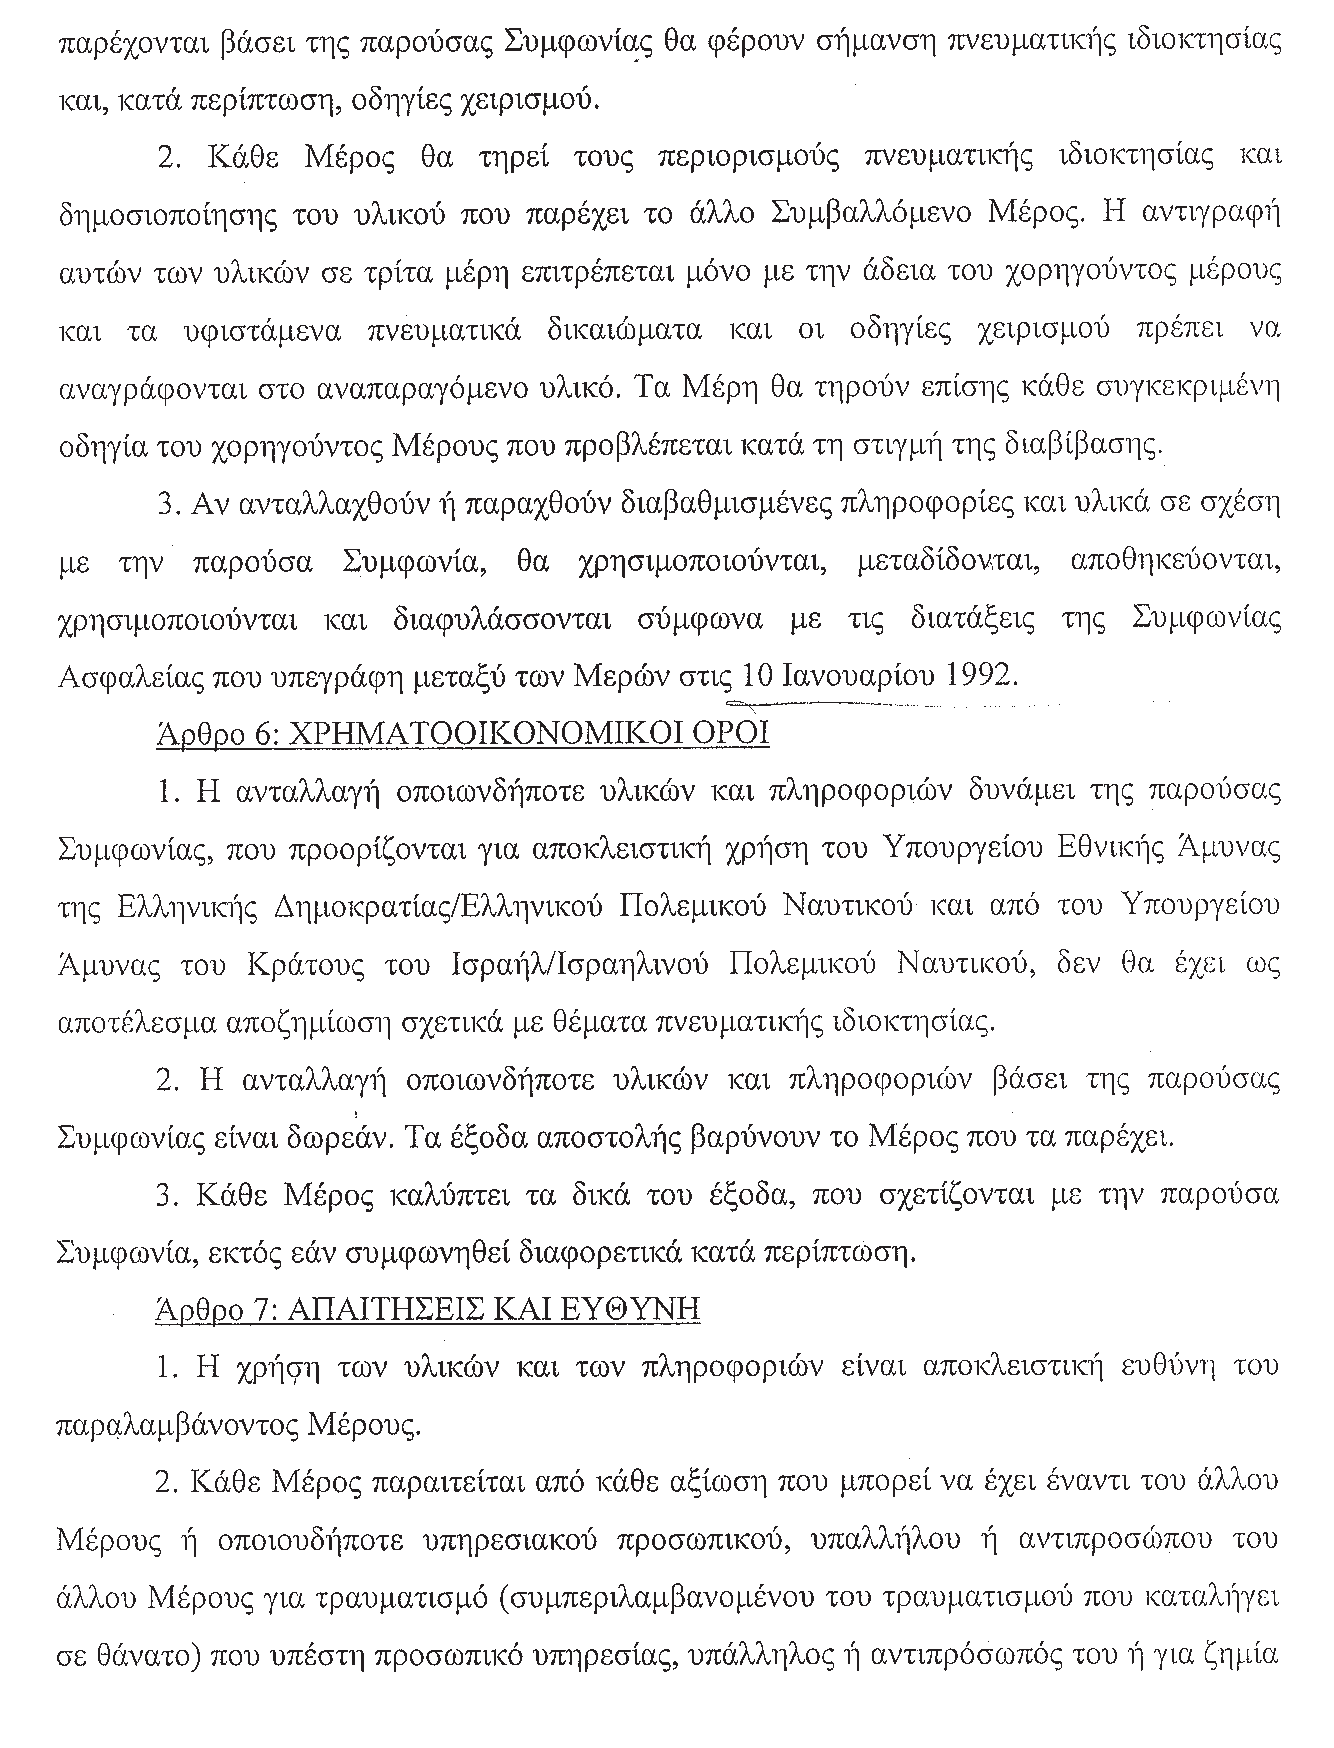 παρέχονται βάσει της παρούσας Συμφωνίας θα φέρουν σήμανση πνευματικής ιδιοκτησίας
και, κατά περίπτωση, οδηγίες χειρισμού.
2. Κάθε Μέρος θα τηρεί τους περιορισμούς πνευματικής ιδιοκτησίας και
δημοσιοποίησης του υλικού που παρέχει το άλλο Συμβαλλόμενο Μέρος. Η αντιγραφή
αυτών των υλικών σε τρίτα μέρη επιτρέπεται μόνο με την άδεια του χορηγούντος μέρους
και τα υφιστάμενα πνευματικά δικαιώματα και οι οδηγίες χειρισμού πρέπει να
αναγράφονται στο αναπαραγόμενο υλικό. Τα Μέρη θα τηρούν επίσης κάθε συγκεκριμένη
οδηγία του χορηγούντος Μέρους που προβλέπεται κατά τη στιγμή της διαβίβασης.
3. Αν ανταλλαχθούν ή παραχθούν διαβαθμισμένες πληροφορίες και υλικά σε σχέση
με την παρούσα Συμφωνία, θα χρησιμοποιούνται, μεταδίδονται, αποθηκεύονται,
χρησιμοποιούνται και διαφυλάσσονται σύμφωνα με τις διατάξεις της Συμφωνίας
Ασφαλείας που υπεγράφη μεταξύ των Μερών στις 10 Ιανουαρίου 1992.
Άρθρο 6: ΧΡΗΜΑΤΟΟΙΚΟΝΟΜΙΚΟΙ ΟΡΟΙ
1. Η ανταλλαγή οποιωνδήποτε υλικών και πληροφοριών δυνάμει της παρούσας
Συμφωνίας, που προορίζονται για αποκλειστική χρήση του Υπουργείου Εθνικής Άμυνας
της Ελληνικής Δημοκρατίας/Ελληνικού Πολεμικού Ναυτικού και από του Υπουργείου
Άμυνας του Κράτους του Ισραήλ/Ισραηλινού Πολεμικού Ναυτικού, δεν θα έχει ως
αποτέλεσμα αποζημίωση σχετικά με θέματα πνευματικής ιδιοκτησίας.
2. Η ανταλλαγή οποιωνδήποτε υλικών και πληροφοριών βάσει της παρούσας
Συμφωνίας είναι δωρεάν. Τα έξοδα αποστολής βαρύνουν το Μέρος που τα παρέχει.
3. Κάθε Μέρος καλύπτει τα δικά του έξοδα, που σχετίζονται με την παρούσα
Συμφωνία, εκτός εάν συμφωνηθεί διαφορετικά κατά περίπτωση.
Άρθρο 7: ΑΠΑΙΤΗΣΕΙΣ ΚΑΙ ΕΥΘΥΝΗ
1. Η χρήση των υλικών και των πληροφοριών είναι αποκλειστική ευθύνη του
παραλαμβάνοντος Μέρους.
2. Κάθε Μέρος παραιτείται από κάθε αξίωση που μπορεί να έχει έναντι του άλλου
Μέρους ή οποιουδήποτε υπηρεσιακού προσωπικού, υπαλλήλου ή αντιπροσώπου του
άλλου Μέρους για τραυματισμό (συμπεριλαμβανομένου του τραυματισμού που καταλήγει
σε θάνατο) που υπέστη προσωπικό υπηρεσίας, υπάλληλος ή αντιπρόσωπός του ή για ζημία